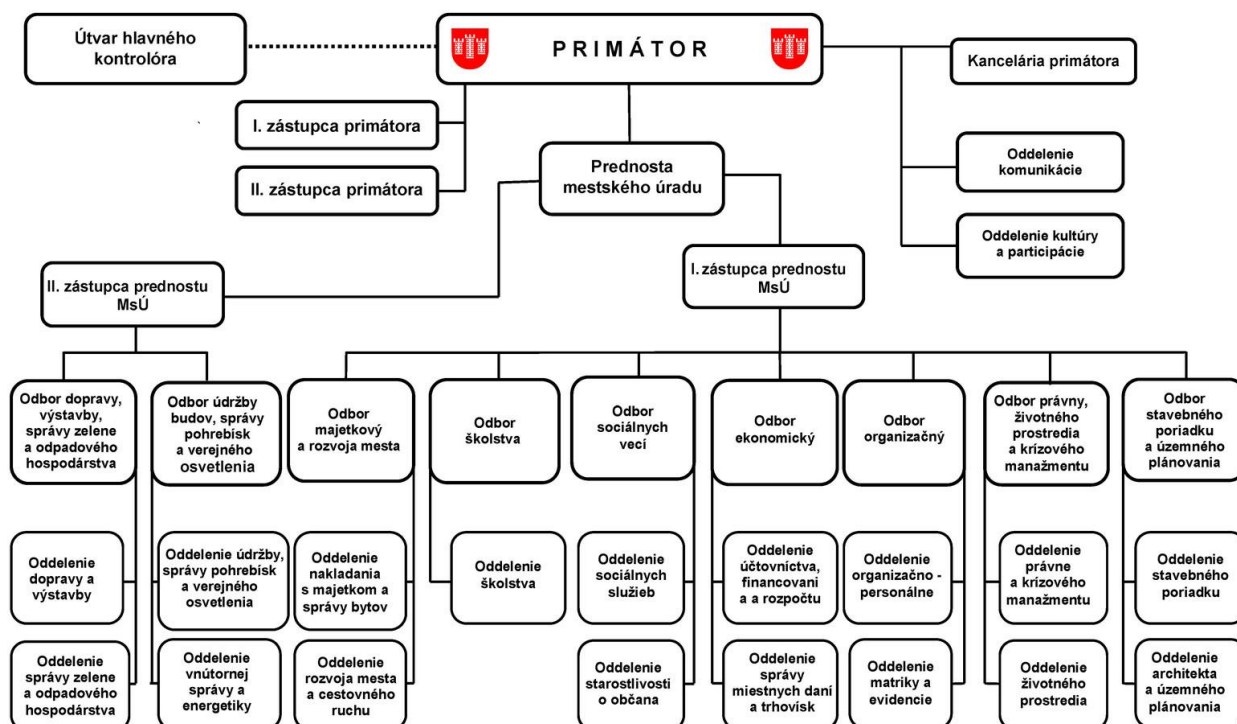 Útvar hlavného
kontrolóra
PRIMÁTOR
Kancelária primátora
I. zástupca primátora
II. zástupca primátora
Prednosta
mestského úradu
Oddelenie
komunikácie
Oddelenie kultúry
a participácie
II. zástupca prednostu
MsÚ
I. zástupca prednostu
MsÚ
Odbor dopravy,
výstavby,
správy zelene
a odpadového
hospodárstva
Odbor údržby
budov, správy
pohrebísk
a verejného
osvetlenia
Odbor
majetkový
a rozvoja mesta
Odbor
školstva
Odbor
sociálnych
vecí
Odbor
ekonomický
Odbor
organizačný
Odbor právny,
životného
prostredia
a krízového
manažmentu
Odbor
stavebného
poriadku
a územného
plánovania
Oddelenie
dopravy a
výstavby
Oddelenie údržby,
správy pohrebísk
a verejného
osvetlenia
Oddelenie
nakladania
s majetkom a
správy bytov
Oddelenie
školstva
Oddelenie
sociálnych
služieb
Oddelenie
účtovníctva,
financovani
a a rozpočtu
Oddelenie
organizačno -
personálne
Oddelenie
právne
a krízového
manažmentu
Oddelenie
stavebného
poriadku
Oddelenie
správy zelene
a odpadového
hospodárstva
Oddelenie
vnútornej
správy a
energetiky
Oddelenie
rozvoja mesta
a cestovného
ruchu
Oddelenie
starostlivosti
o občana
Oddelenie
správy
miestnych daní
a trhovísk
Oddelenie
matriky a
evidencie
Oddelenie
životného
prostredia
Oddelenie
architekta
a územného
plánovania